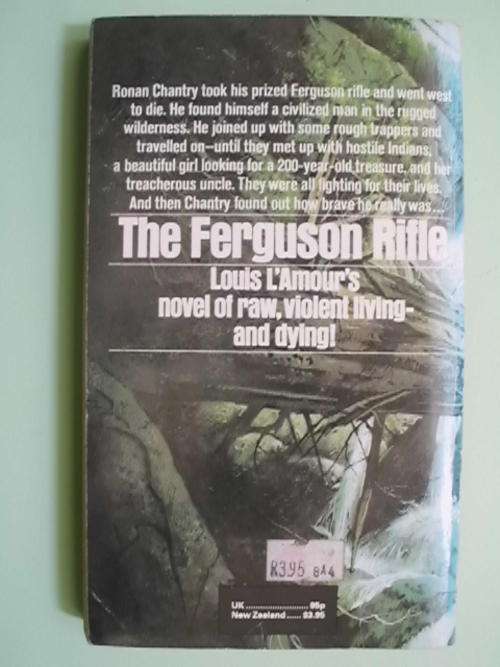 Ronan Chantry took his prized Ferguson rifle and went west
to die. He found himself a civilized man in the rugged
wilderness. He joined up with some rough trappers and
travelled on—until they met up with hostile Indians,
a beautiful girl looking for a 200-year-old treasure, and her
treacherous uncle. They were all fighting for their lives.
And then Chantry found out how brave he really was...
The Ferguson Rifle
Louis L'Amour's
novel of raw, violent living-
and dying!
R3.95 8A4
UK ........................ 95p
New Zealand ...... $3.95